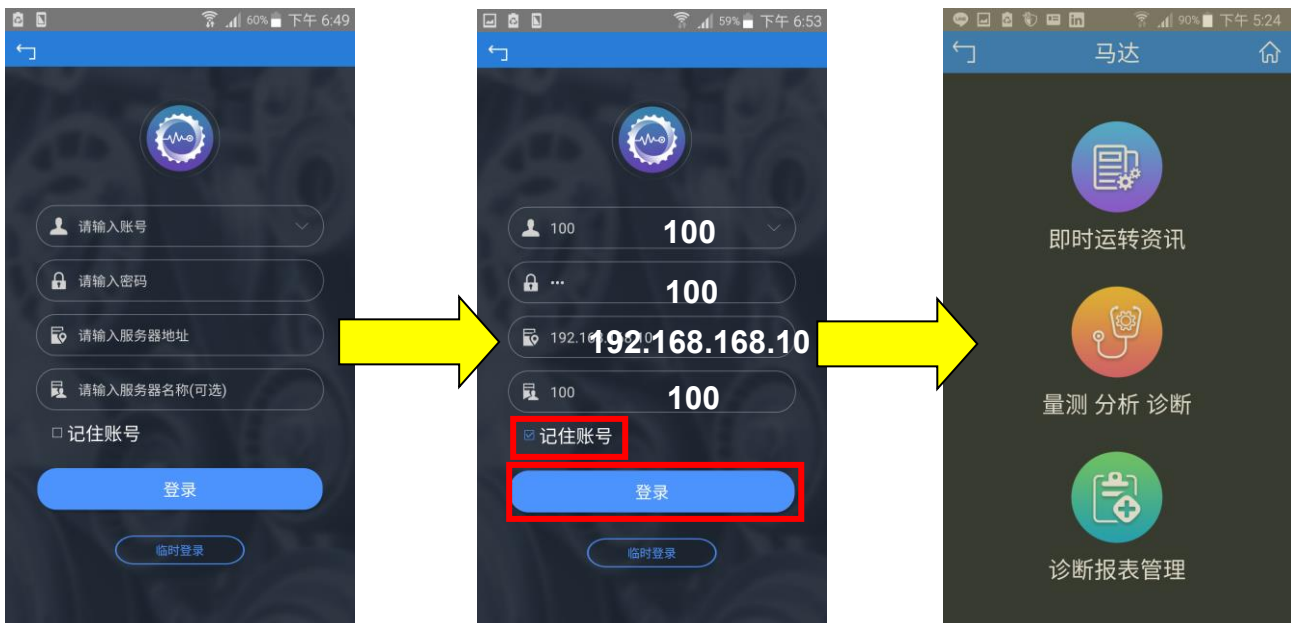 60% 下午 6:49
请输入账号
请输入密码
请输入服务器地址
请输入服务器名称(可选)
记住账号
登录
临时登录
59% 下午 6:53
100 100
100
192.168.168.10 192.168.168.10
100 100
记住账号
登录
临时登录
90% 下午 5:24
马达
即时运转资讯
量测 分析 诊断
诊断报表管理